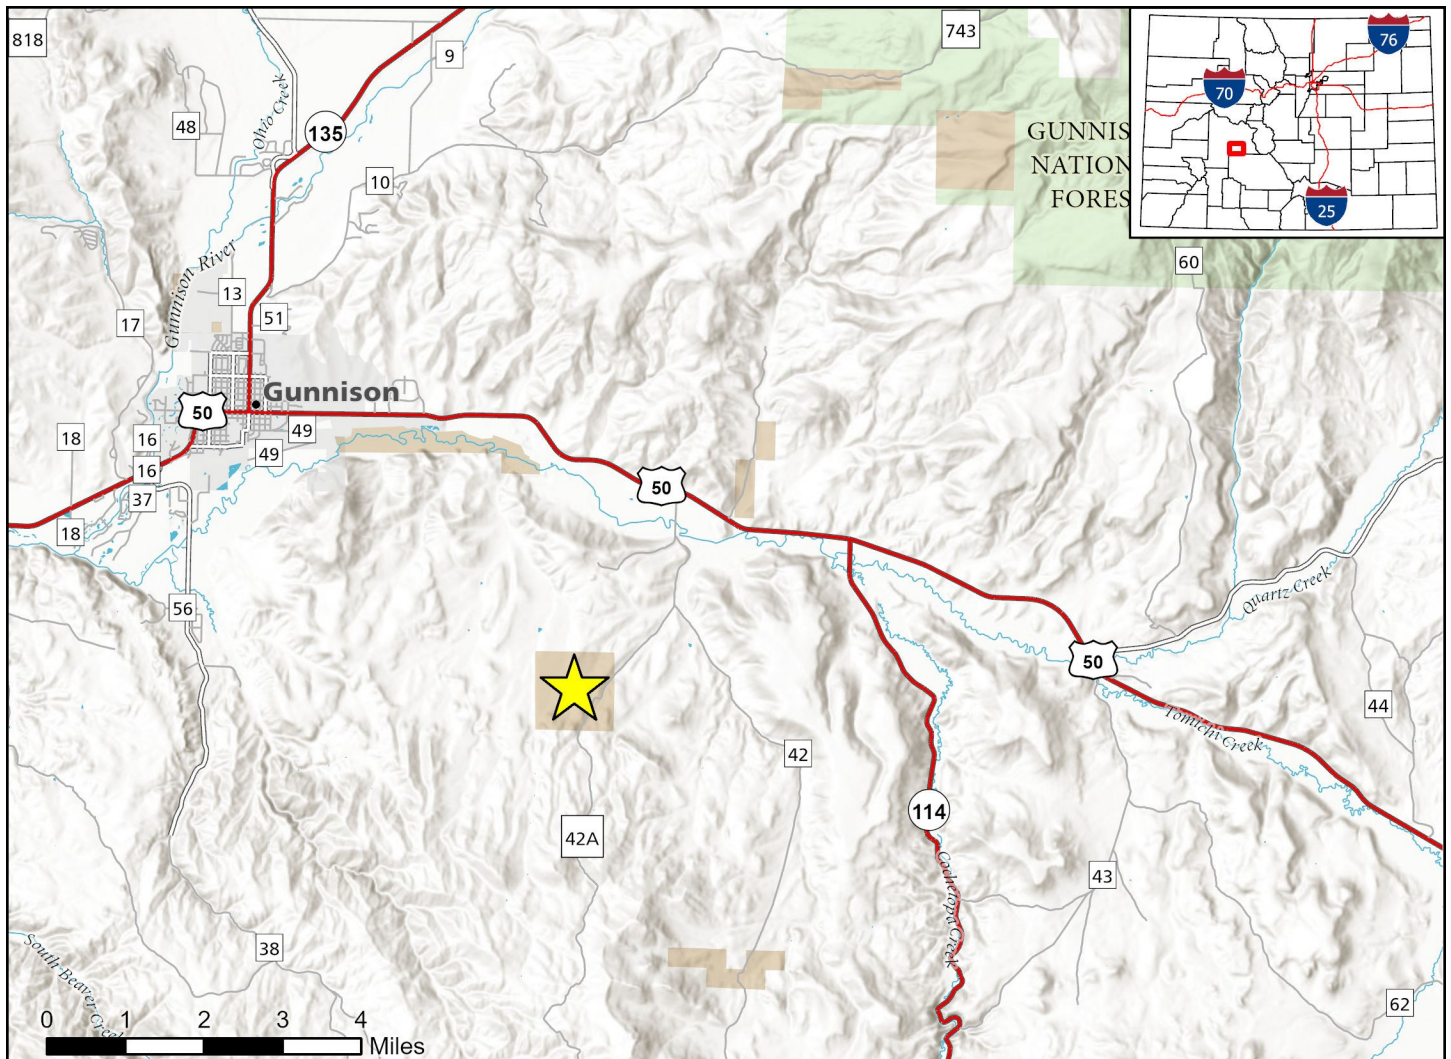 818
743
9
76
70
48
Ohio Creek
135
GUNNIS
NATION
FORES
10
25
60
Gunnison River
13
51
17
Gunnison
50
49
18
16
49
16
50
37
18
Quartz Creek
56
50
44
Tomichi Creek
42
114
42A
43
Cochetopa Creek
38
South Beaver Creek
62
0 1 2 3 4
Miles